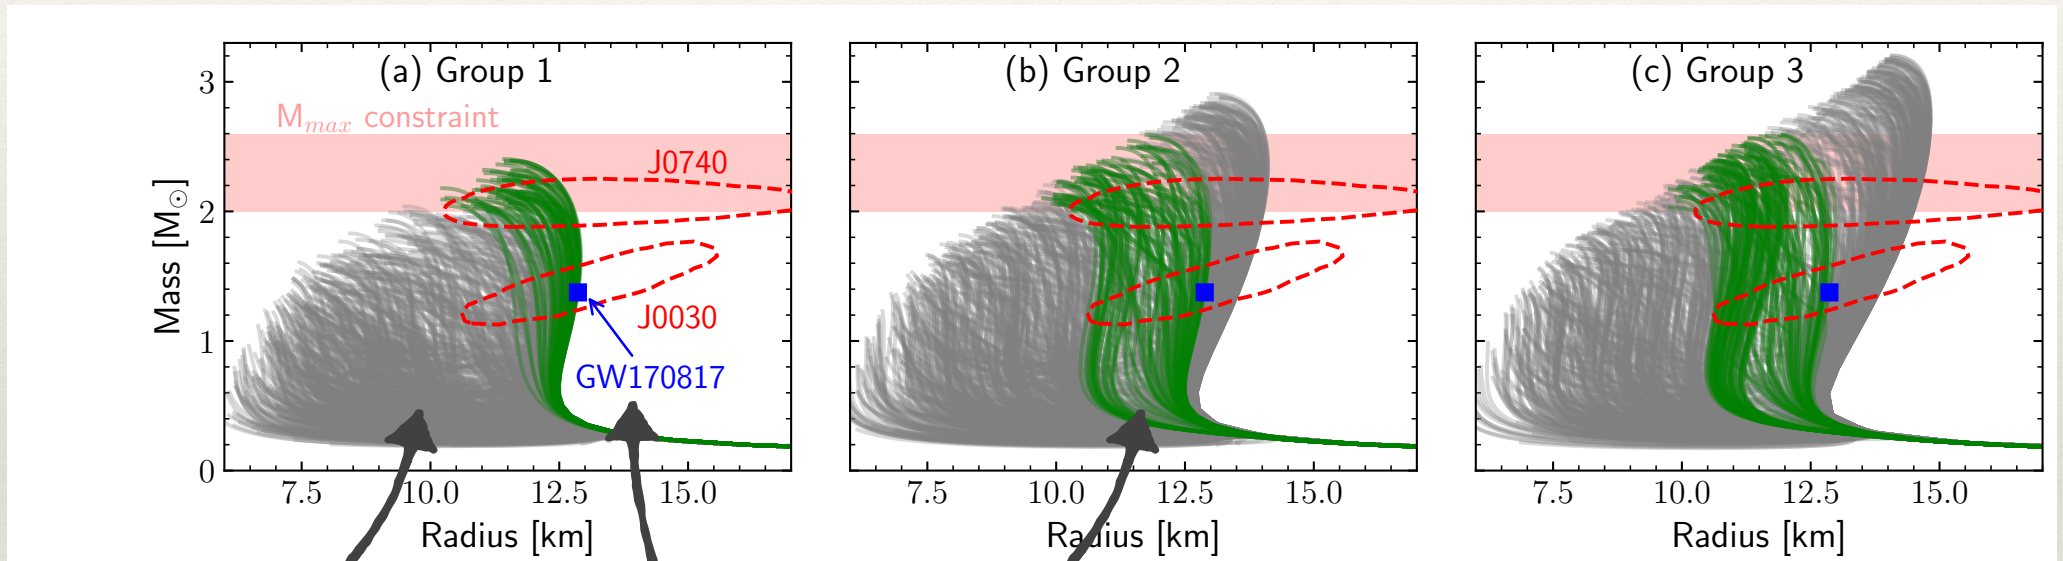 (a) Group 1
(b) Group 2
(c) Group 3
M_max constraint
J0740
J0030
GW170817
Mass [M_⊙]
3
2
1
0
7.5 10.0 12.5 15.0
7.5 10.0 12.5 15.0
7.5 10.0 12.5 15.0
Radius [km]
Radius [km]
Radius [km]